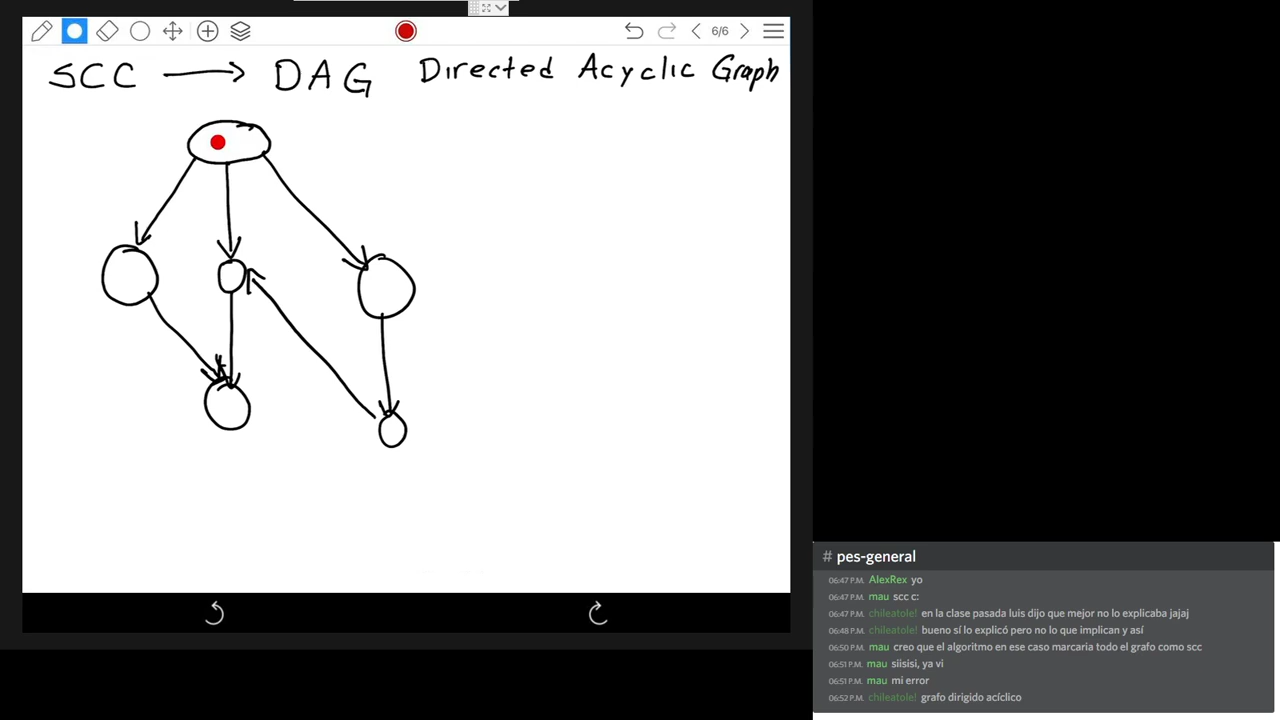 6/6
SCC → DAG Directed Acyclic Graph
# pes-general
06:47 P.M. AlexRex yo
06:47 P.M. mau scc c:
06:47 P.M. chileatole! en la clase pasada luis dijo que mejor no lo explicaba jajaj
06:48 P.M. chileatole! bueno sí lo explicó pero no lo que implican y así
06:50 P.M. mau creo que el algoritmo en ese caso marcaria todo el grafo como scc
06:51 P.M. mau siisisi, ya vi
06:51 P.M. mau mi error
06:52 P.M. chileatole! grafo dirigido acíclico